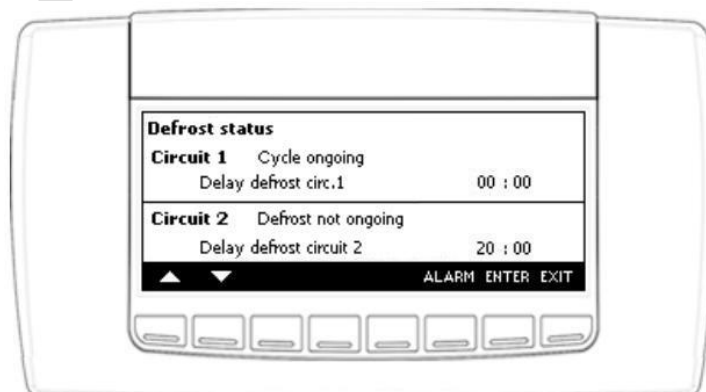 Defrost status
Circuit 1 Cycle ongoing
Delay defrost circ.1 00 : 00
Circuit 2 Defrost not ongoing
Delay defrost circuit 2 20 : 00
ALARM ENTER EXIT